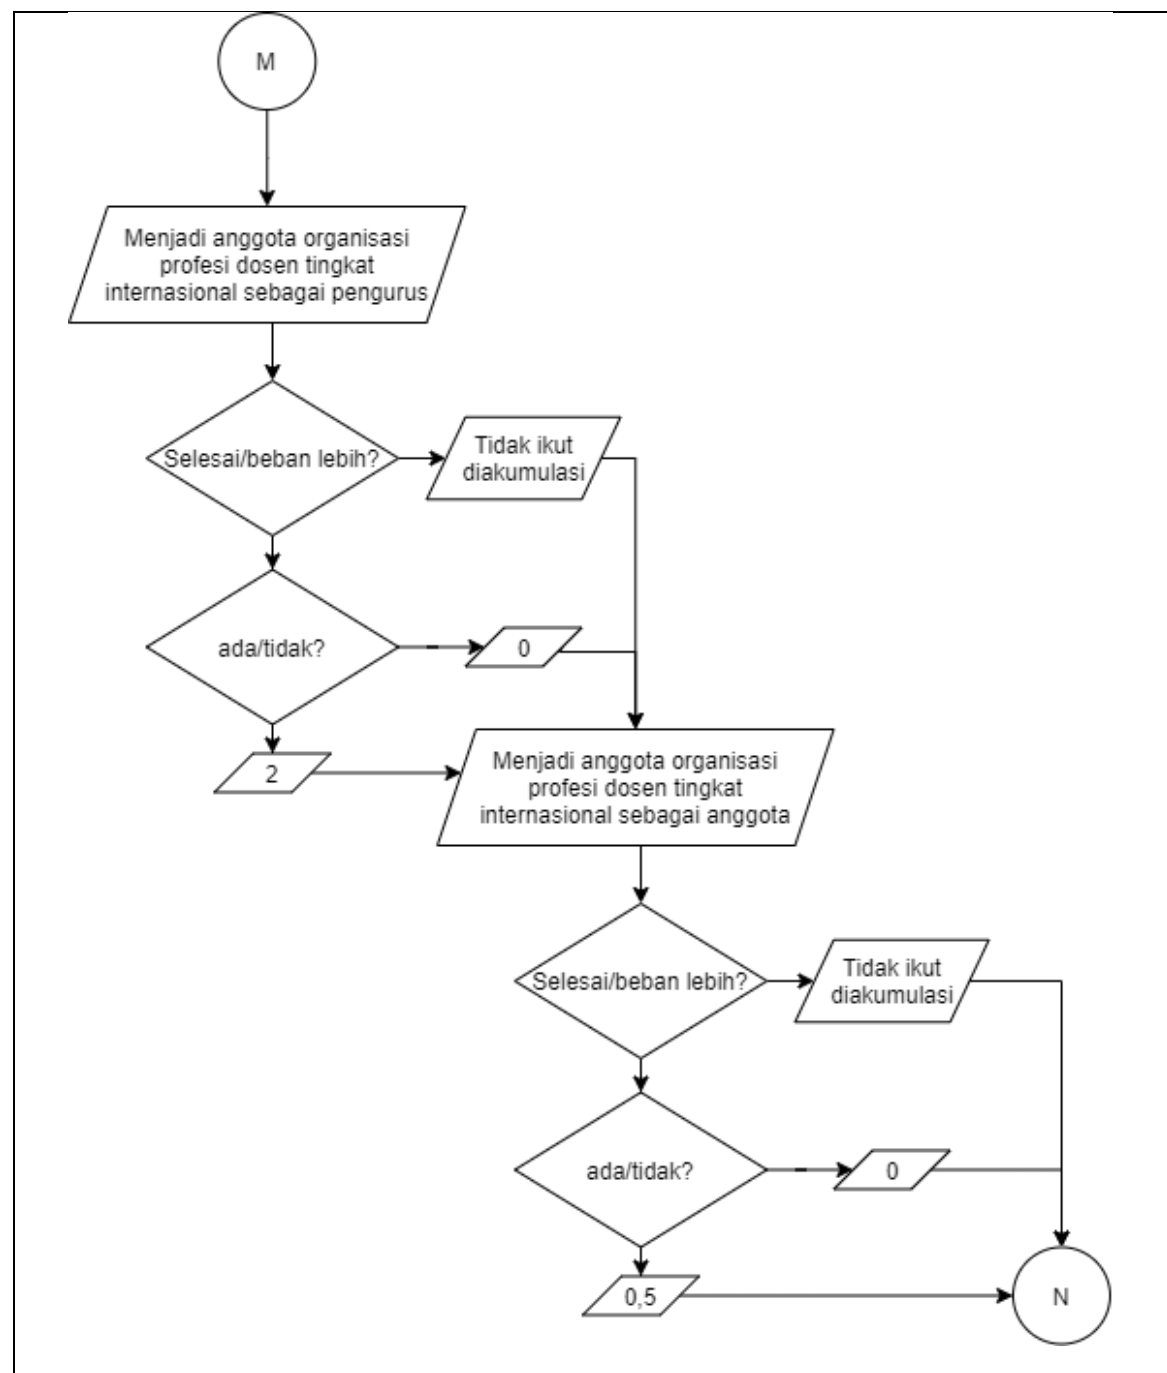 M
Menjadi anggota organisasi
profesi dosen tingkat
internasional sebagai pengurus
Selesai/beban lebih?
Tidak ikut
diakumulasi
ada/tidak?
0
2
Menjadi anggota organisasi
profesi dosen tingkat
internasional sebagai anggota
Selesai/beban lebih?
Tidak ikut
diakumulasi
ada/tidak?
0
0,5
N